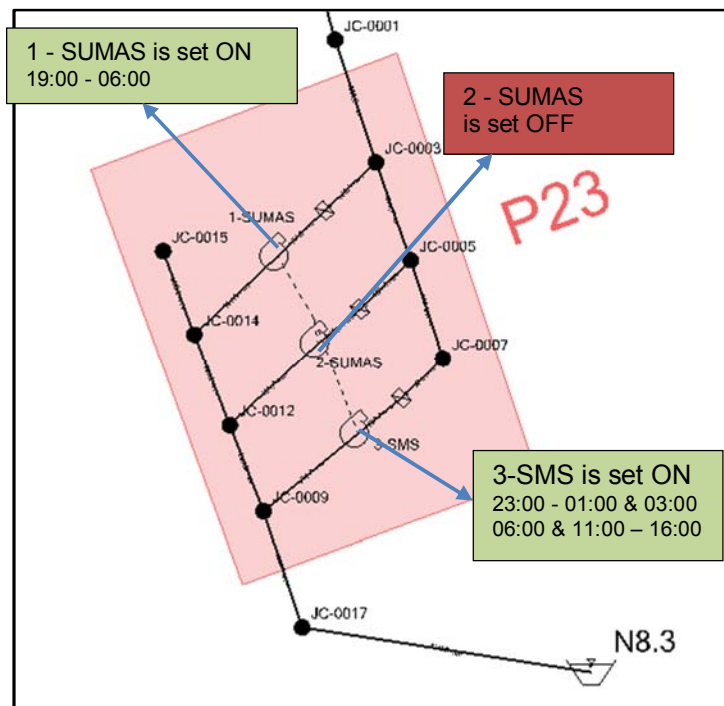 JC-0001
1 - SUMAS is set ON
19:00 - 06:00
2 - SUMAS
is set OFF
JC-0003
P23
1-SUMAS
JC-0015
JC-0005
JC-0014
2-SUMAS
JC-0007
JC-0012
3-SMS
3-SMS is set ON
23:00 - 01:00 & 03:00
06:00 & 11:00 – 16:00
JC-0009
JC-0017
N8.3